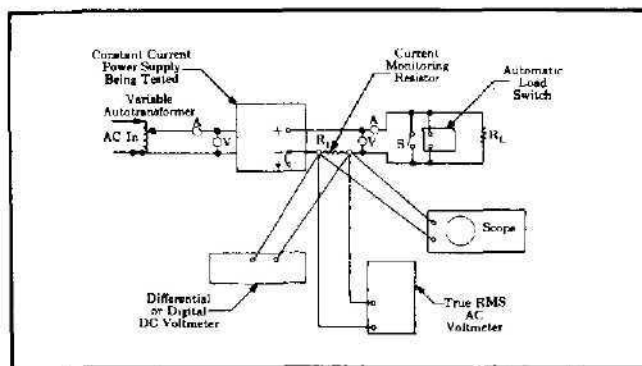 Constant Current
Power Supply
Being Tested
Current
Monitoring
Resistor
Automatic
Load
Switch
Variable
Autotransformer
AC In
A
V
+
A
V
S
Scope
Differential
or Digital
DC Voltmeter
True RMS
AC
Voltmeter